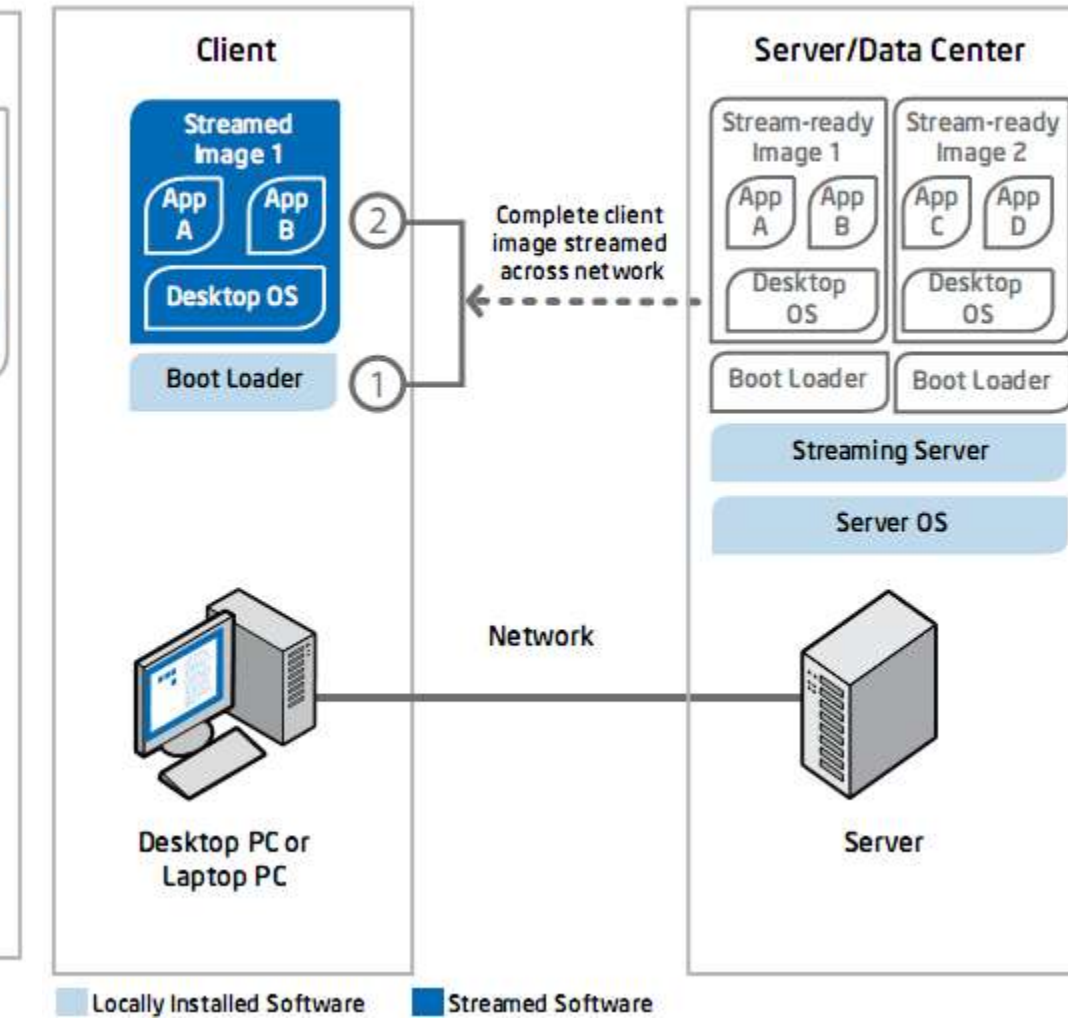 Client
Streamed
Image 1
App
A
App
B
Desktop OS
Boot Loader
2
1
Complete client
image streamed
across network
Server/Data Center
Stream-ready
Image 1
App
A
App
B
Desktop
OS
Boot Loader
Stream-ready
Image 2
App
C
App
D
Desktop
OS
Boot Loader
Streaming Server
Server OS
Network
Desktop PC or
Laptop PC
Server
Locally Installed Software
Streamed Software